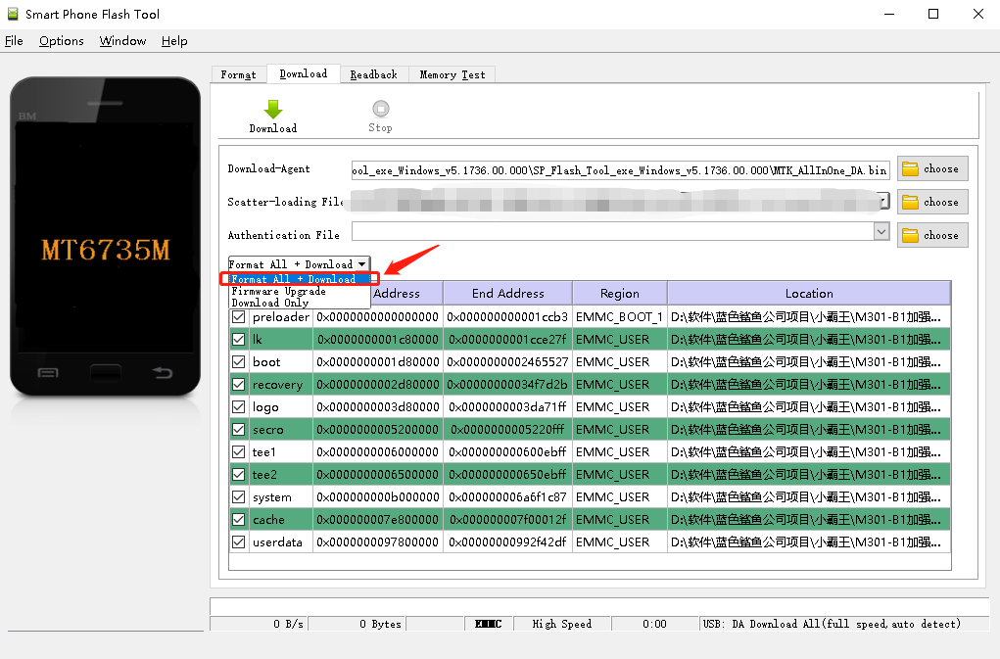 Smart Phone Flash Tool
File Options Window Help
Format Download Readback Memory Test
Download Stop
Download-Agent ool_exe_Windows_v5.1736.00.000\SP_Flash_Tool_exe_Windows_v5.1736.00.000\MTK_AllInOne_DA.bin choose
Scatter-loading File choose
Authentication File choose
Format All + Download
Format All + Download
Firmware Upgrade
Download Only
Address End Address Region Location
preloader 0x0000000000000000 0x000000000001ccb3 EMMC_BOOT_1 D:\软件\蓝色鲨鱼公司项目\小霸王\M301-B1加强...
lk 0x0000000001c80000 0x0000000001cce27f EMMC_USER D:\软件\蓝色鲨鱼公司项目\小霸王\M301-B1加强...
boot 0x0000000001d80000 0x0000000002465527 EMMC_USER D:\软件\蓝色鲨鱼公司项目\小霸王\M301-B1加强...
recovery 0x0000000002d80000 0x00000000034f7d2b EMMC_USER D:\软件\蓝色鲨鱼公司项目\小霸王\M301-B1加强...
logo 0x0000000003d80000 0x0000000003da71ff EMMC_USER D:\软件\蓝色鲨鱼公司项目\小霸王\M301-B1加强...
secro 0x0000000005200000 0x0000000005220fff EMMC_USER D:\软件\蓝色鲨鱼公司项目\小霸王\M301-B1加强...
tee1 0x0000000006000000 0x000000000600ebff EMMC_USER D:\软件\蓝色鲨鱼公司项目\小霸王\M301-B1加强...
tee2 0x0000000006500000 0x000000000650ebff EMMC_USER D:\软件\蓝色鲨鱼公司项目\小霸王\M301-B1加强...
system 0x000000000b000000 0x000000006a6f1c87 EMMC_USER D:\软件\蓝色鲨鱼公司项目\小霸王\M301-B1加强...
cache 0x000000007e800000 0x000000007f00012f EMMC_USER D:\软件\蓝色鲨鱼公司项目\小霸王\M301-B1加强...
userdata 0x0000000097800000 0x00000000992f42df EMMC_USER D:\软件\蓝色鲨鱼公司项目\小霸王\M301-B1加强...
BM
MT6735M
0 B/s 0 Bytes EMMC High Speed 0:00 USB: DA Download All(full speed,auto detect)